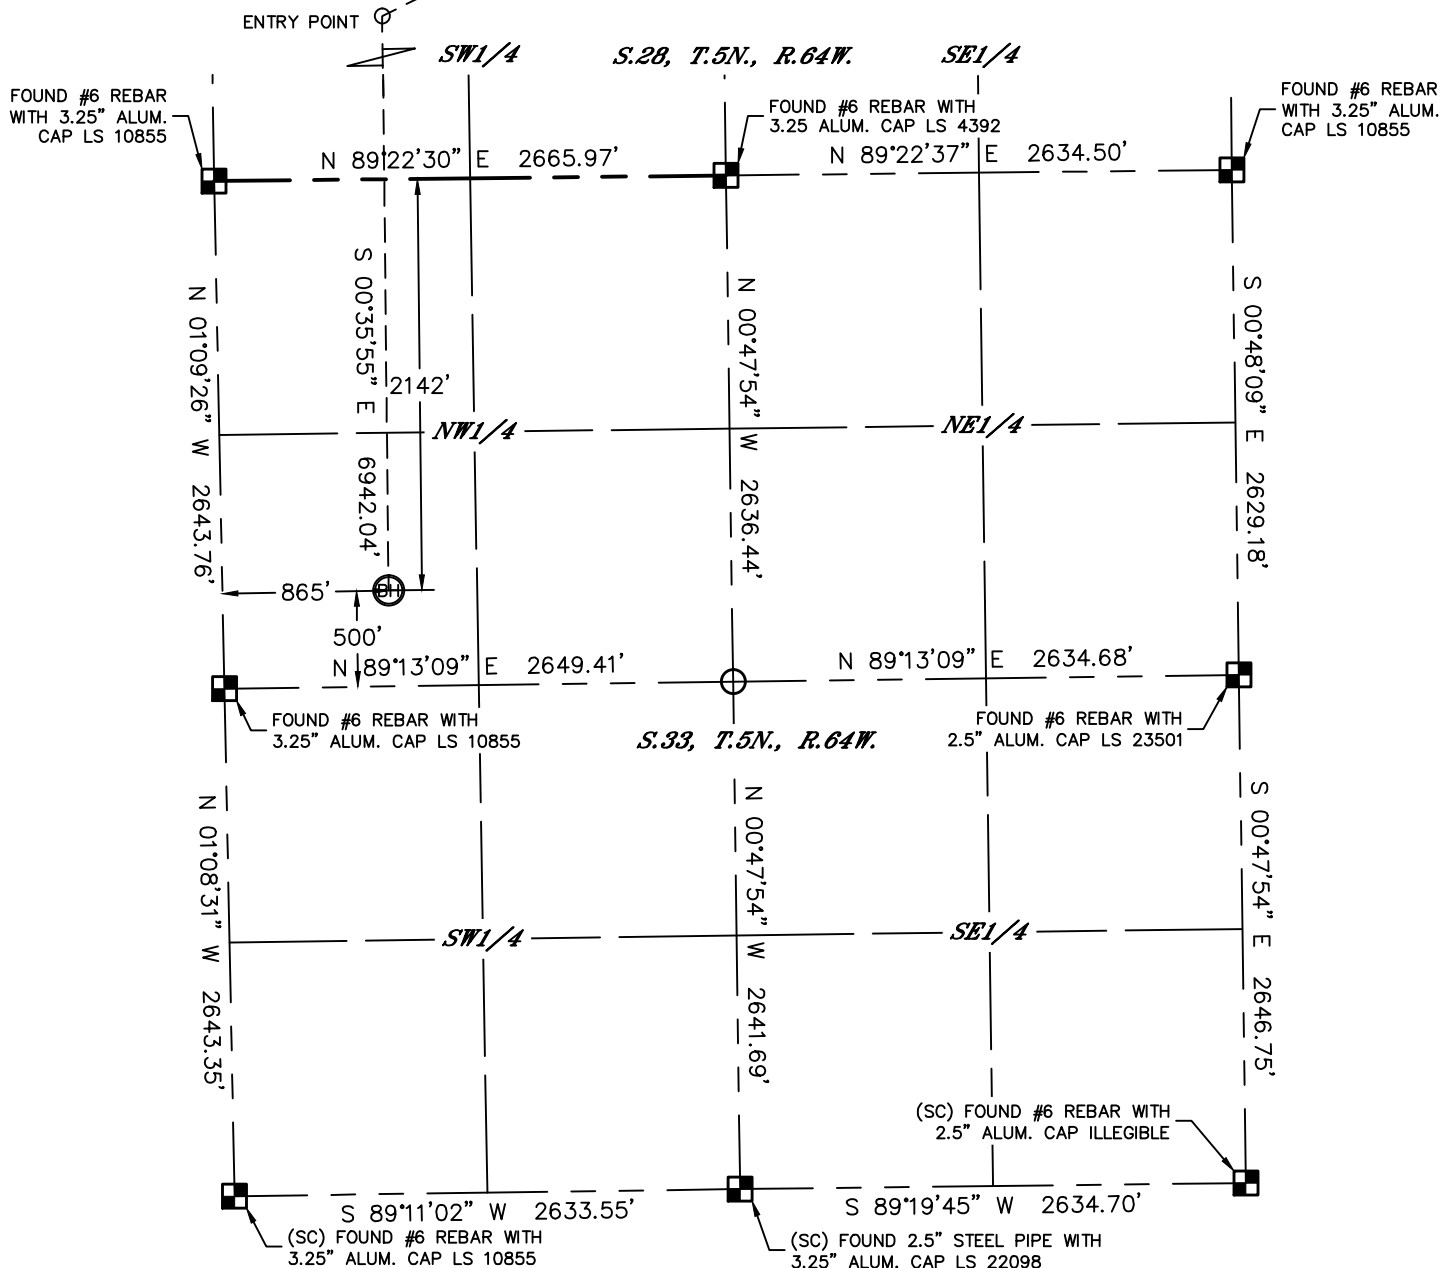 ENTRY POINT
SW1/4
S.28, T.5N., R.64W.
SE1/4
FOUND #6 REBAR
WITH 3.25" ALUM.
CAP LS 10855
FOUND #6 REBAR WITH
3.25 ALUM. CAP LS 4392
FOUND #6 REBAR
WITH 3.25" ALUM.
CAP LS 10855
N 89°22'30" E 2665.97'
N 89°22'37" E 2634.50'
N 01°09'26" W 2643.76'
S 00°35'55" E 6942.04'
2142'
N 00°47'54" W 2636.44'
S 00°48'09" E 2629.18'
NW1/4
NE1/4
BH
865'
500'
N 89°13'09" E 2649.41'
N 89°13'09" E 2634.68'
FOUND #6 REBAR WITH
3.25" ALUM. CAP LS 10855
S.33, T.5N., R.64W.
FOUND #6 REBAR WITH
2.5" ALUM. CAP LS 23501
N 01°08'31" W 2643.35'
N 00°47'54" W 2641.69'
S 00°47'54" E 2646.75'
SW1/4
SE1/4
(SC) FOUND #6 REBAR WITH
2.5" ALUM. CAP ILLEGIBLE
S 89°11'02" W 2633.55'
S 89°19'45" W 2634.70'
(SC) FOUND #6 REBAR WITH
3.25" ALUM. CAP LS 10855
(SC) FOUND 2.5" STEEL PIPE WITH
3.25" ALUM. CAP LS 22098